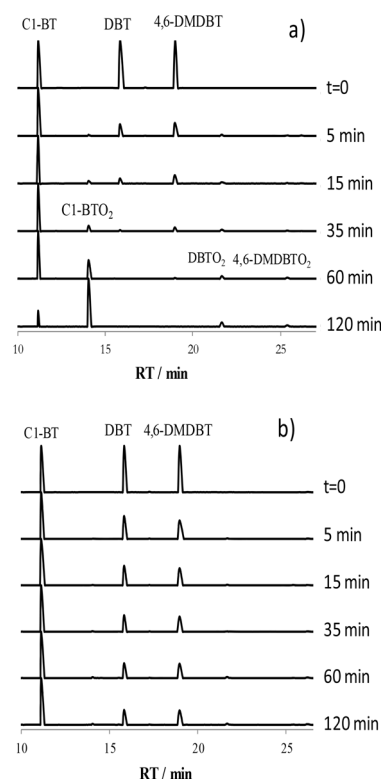 a)
C1-BT DBT 4,6-DMDBT
t=0
5 min
15 min
C1-BTO₂
35 min
DBTO₂ 4,6-DMDBTO₂
60 min
120 min
10 15 20 25
RT / min
b)
C1-BT DBT 4,6-DMDBT
t=0
5 min
15 min
35 min
60 min
120 min
10 15 20 25
RT / min